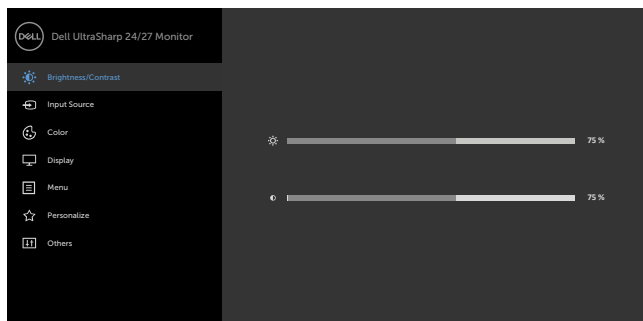 DELL Dell UltraSharp 24/27 Monitor
Brightness/Contrast
Input Source
Color
75 %
Display
Menu
75 %
Personalize
Others